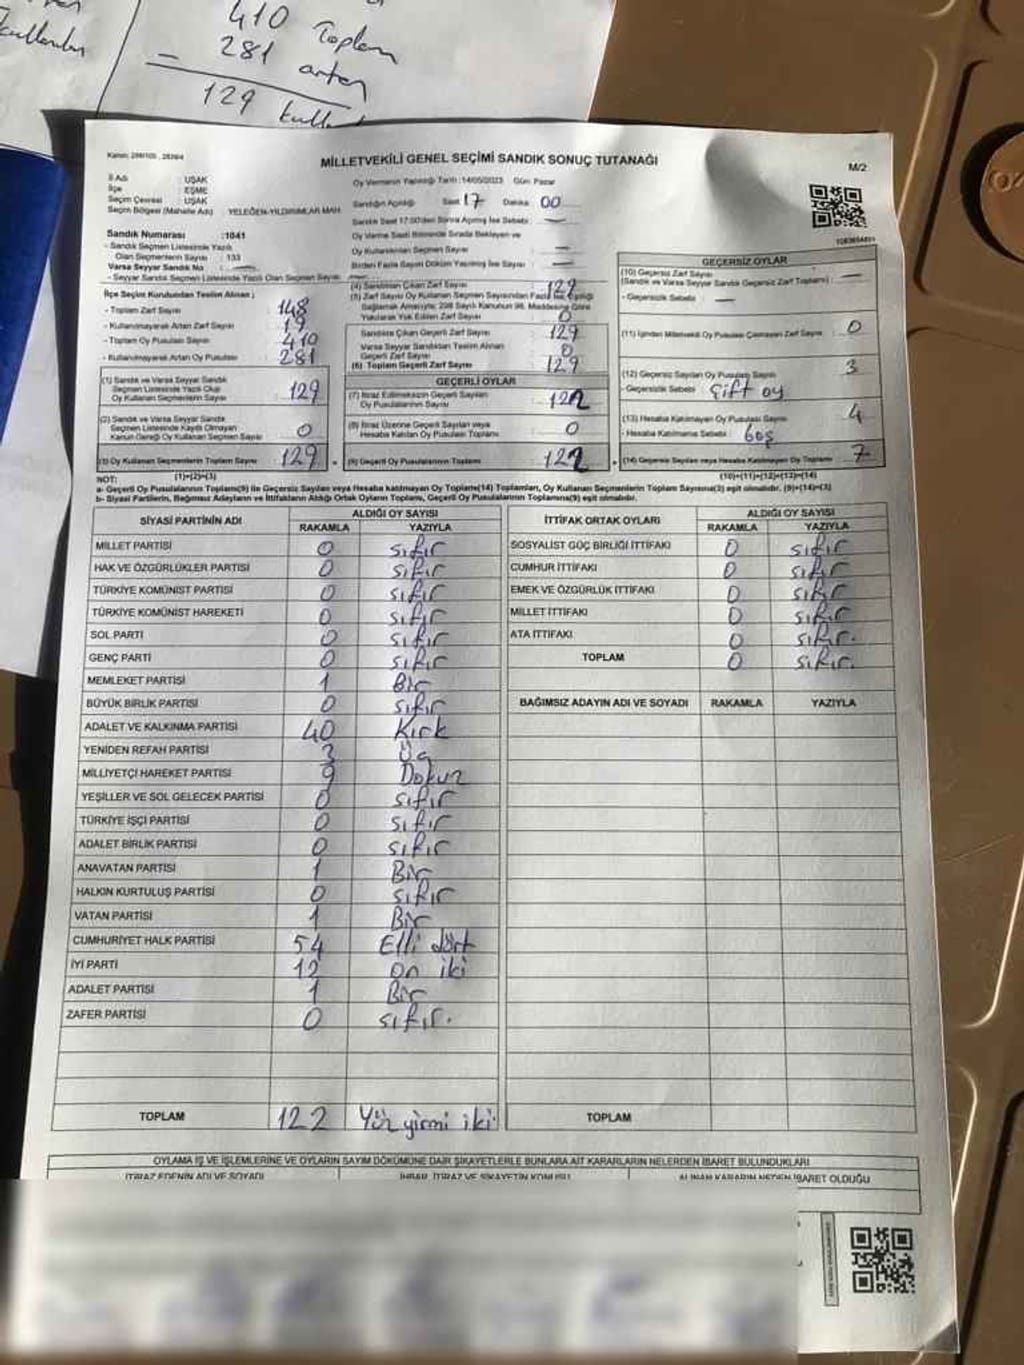 410 Toplam
kullanılan
- 281 artan
129 kull
Kanun: 298/105, 2839/4
MİLLETVEKİLİ GENEL SEÇİMİ SANDIK SONUÇ TUTANAĞI
M/2
İl Adı : UŞAK
İlçe : EŞME
Seçim Çevresi : UŞAK
Seçim Bölgesi (Mahalle Adı) YELEĞEN-YILDIRIMLAR MAH.
Oy Vermenin Yapıldığı Tarih :14/05/2023 Gün: Pazar
Sandığın Açıldığı Saat 17 Dakika 00
Sandık Saat 17:00'den Sonra Açılmış İse Sebebi : —
Oy Verme Saati Bitiminde Sırada Bekleyen ve
Oy Kullandırılan Seçmen Sayısı : —
Birden Fazla Sayım Döküm Yapılmış İse Sayısı : —
Sandık Numarası :1041
- Sandık Seçmen Listesinde Yazılı
Olan Seçmenlerin Sayısı : 133
Varsa Seyyar Sandık No : —
- Seyyar Sandık Seçmen Listesinde Yazılı Olan Seçmen Sayısı : —
İlçe Seçim Kurulundan Teslim Alınan ;
- Toplam Zarf Sayısı : 148
- Kullanılmayarak Artan Zarf Sayısı : 19
- Toplam Oy Pusulası Sayısı : 410
- Kullanılmayarak Artan Oy Pusulası : 281
(1) Sandık ve Varsa Seyyar Sandık
Seçmen Listesinde Yazılı Olup
Oy Kullanan Seçmenlerin Sayısı : 129
(2) Sandık ve Varsa Seyyar Sandık
Seçmen Listesinde Kayıtlı Olmayan
Kanun Gereği Oy Kullanan Seçmen Sayısı : 0
(3) Oy Kullanan Seçmenlerin Toplam Sayısı : 129
(1)+(2)=(3)
(4) Sandıktan Çıkan Zarf Sayısı : 129
(5) Zarf Sayısı Oy Kullanan Seçmen Sayısından Fazla İse, Eşitliği
Sağlamak Amacıyla; 298 Sayılı Kanunun 98. Maddesine Göre
Yakılarak Yok Edilen Zarf Sayısı : 0
Sandıkta Çıkan Geçerli Zarf Sayısı : 129
Varsa Seyyar Sandıktan Teslim Alınan
Geçerli Zarf Sayısı : 0
(6) Toplam Geçerli Zarf Sayısı : 129
GEÇERLİ OYLAR
(7) İtiraz Edilmeksizin Geçerli Sayılan
Oy Pusulalarının Sayısı : 122
(8) İtiraz Üzerine Geçerli Sayılan veya
Hesaba Katılan Oy Pusulası Toplamı : 0
(9) Geçerli Oy Pusulalarının Toplamı : 122
GEÇERSİZ OYLAR
(10) Geçersiz Zarf Sayısı : —
(Sandık ve Varsa Seyyar Sandık Geçersiz Zarf Toplamı)
- Geçersizlik Sebebi : —
(11) İçinden Milletvekili Oy Pusulası Çıkmayan Zarf Sayısı : 0
(12) Geçersiz Sayılan Oy Pusulası Sayısı : 3
- Geçersizlik Sebebi : Çift oy
(13) Hesaba Katılmayan Oy Pusulası Sayısı : 4
- Hesaba Katılmama Sebebi : boş
(14) Geçersiz Sayılan veya Hesaba Katılmayan Oy Toplamı : 7
(10)+(11)+(12)+(13)=(14)
NOT:
a- Geçerli Oy Pusulalarının Toplamı(9) ile Geçersiz Sayılan veya Hesaba katılmayan Oy Toplamı(14) Toplamları, Oy Kullanan Seçmenlerin Toplam Sayısına(3) eşit olmalıdır. (9)+(14)=(3)
b- Siyasi Partilerin, Bağımsız Adayların ve İttifakların Aldığı Ortak Oyların Toplamı, Geçerli Oy Pusulalarının Toplamına(9) eşit olmalıdır.
SİYASİ PARTİNİN ADI ALDIĞI OY SAYISI
RAKAMLA YAZIYLA
MİLLET PARTİSİ 0 sıfır
HAK VE ÖZGÜRLÜKLER PARTİSİ 0 sıfır
TÜRKİYE KOMÜNİST PARTİSİ 0 sıfır
TÜRKİYE KOMÜNİST HAREKETİ 0 sıfır
SOL PARTİ 0 sıfır
GENÇ PARTİ 0 sıfır
MEMLEKET PARTİSİ 1 Bir
BÜYÜK BİRLİK PARTİSİ 0 sıfır
ADALET VE KALKINMA PARTİSİ 40 Kırk
YENİDEN REFAH PARTİSİ 3 Üç
MİLLİYETÇİ HAREKET PARTİSİ 9 Dokuz
YEŞİLLER VE SOL GELECEK PARTİSİ 0 sıfır
TÜRKİYE İŞÇİ PARTİSİ 0 sıfır
ADALET BİRLİK PARTİSİ 0 sıfır
ANAVATAN PARTİSİ 1 Bir
HALKIN KURTULUŞ PARTİSİ 0 sıfır
VATAN PARTİSİ 1 Bir
CUMHURİYET HALK PARTİSİ 54 Elli dört
İYİ PARTİ 12 on iki
ADALET PARTİSİ 1 Bir
ZAFER PARTİSİ 0 sıfır.
TOPLAM 122 Yüz yirmi iki
İTTİFAK ORTAK OYLARI ALDIĞI OY SAYISI
RAKAMLA YAZIYLA
SOSYALİST GÜÇ BİRLİĞİ İTTİFAKI 0 sıfır
CUMHUR İTTİFAKI 0 sıfır
EMEK VE ÖZGÜRLÜK İTTİFAKI 0 sıfır
MİLLET İTTİFAKI 0 sıfır
ATA İTTİFAKI 0 sıfır.
TOPLAM 0 sıfır.
BAĞIMSIZ ADAYIN ADI VE SOYADI RAKAMLA YAZIYLA
TOPLAM
OYLAMA İŞ VE İŞLEMLERİNE VE OYLARIN SAYIM DÖKÜMÜNE DAİR ŞİKAYETLERLE BUNLARA AİT KARARLARIN NELERDEN İBARET BULUNDUKLARI
İTİRAZ EDENİN ADI VE SOYADI İHBAR, İTİRAZ VE ŞİKAYETİN KONUSU ALINAN KARARIN NEDEN İBARET OLDUĞU